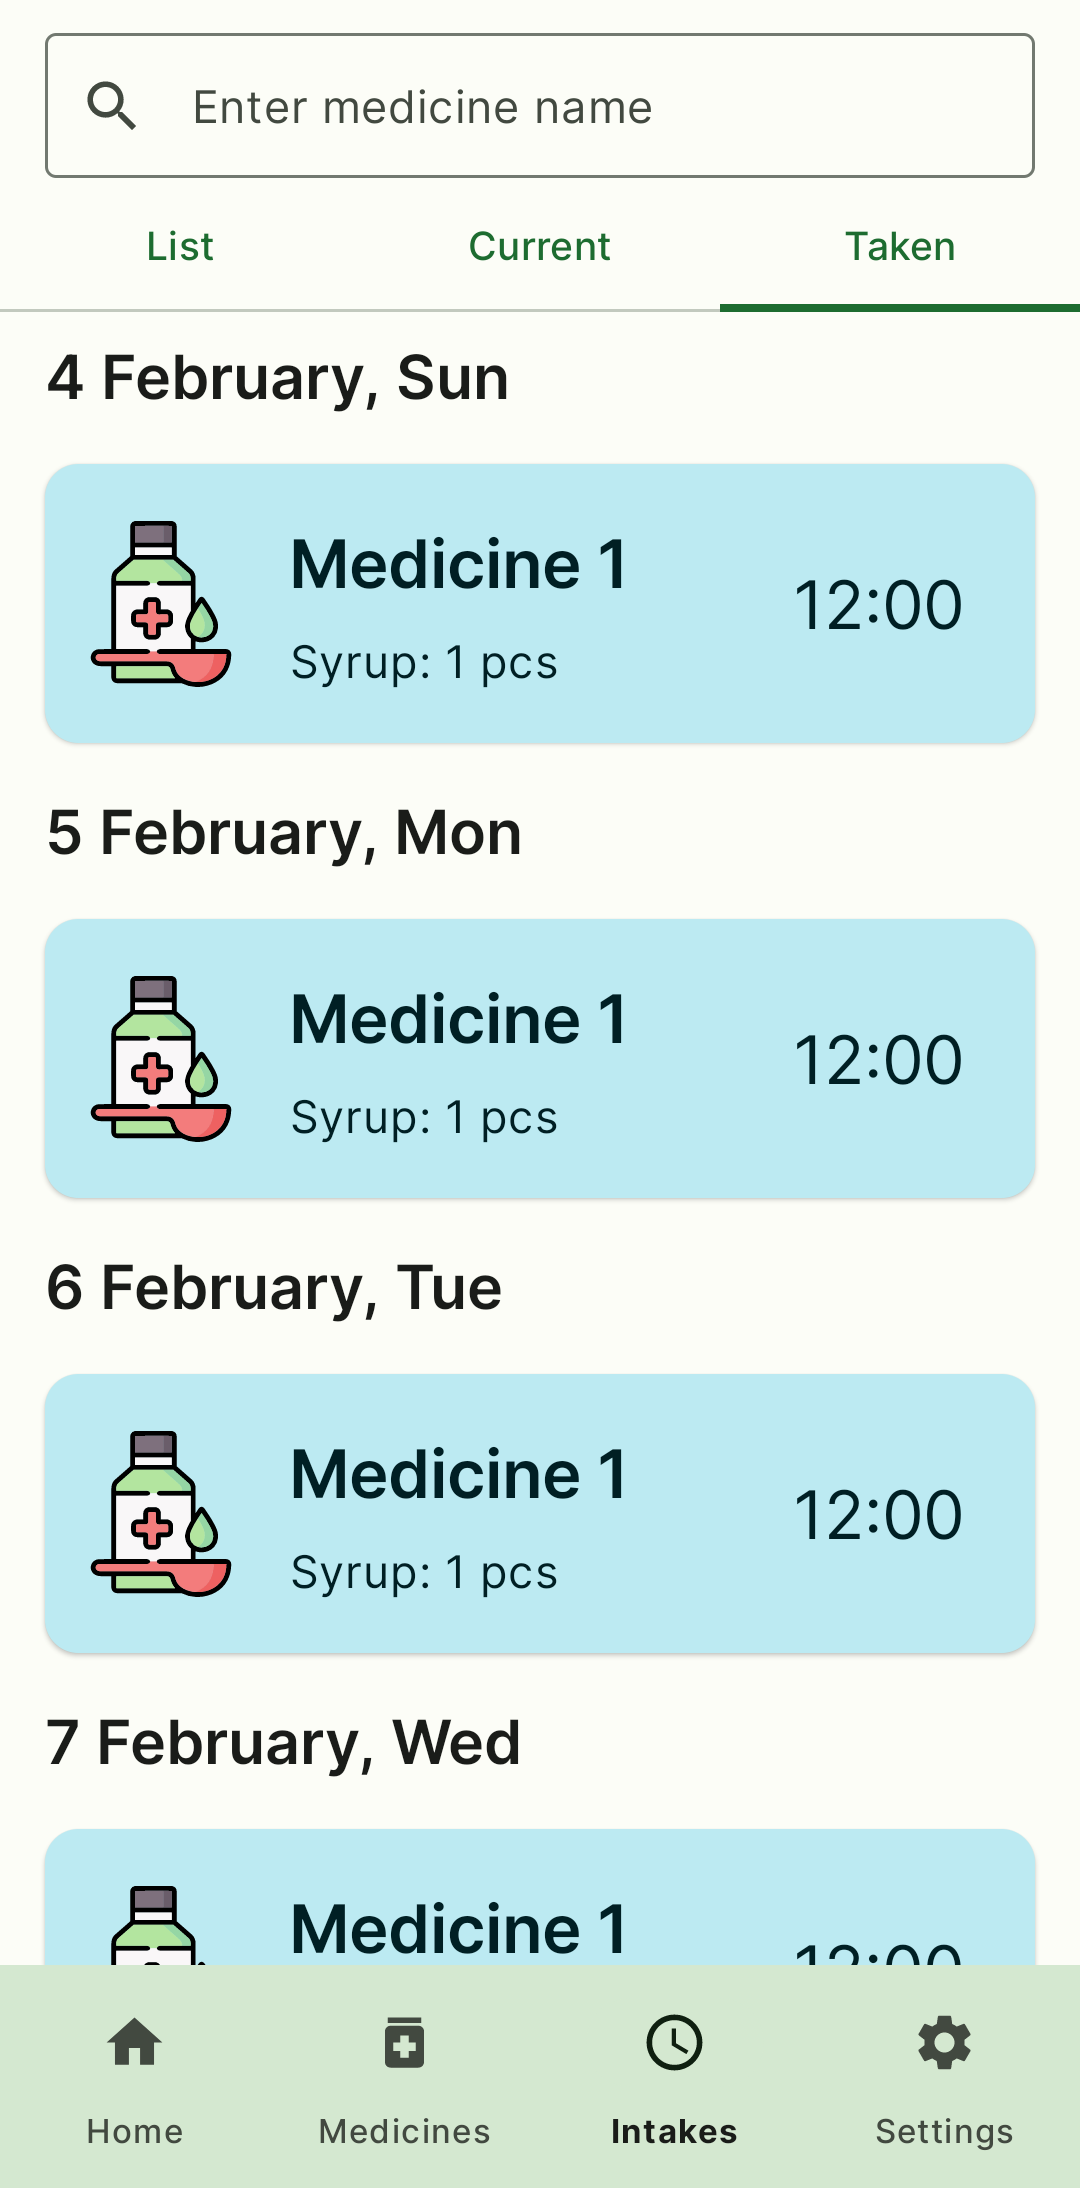 Enter medicine name
List Current Taken
4 February, Sun
Medicine 1
Syrup: 1 pcs
12:00
5 February, Mon
Medicine 1
Syrup: 1 pcs
12:00
6 February, Tue
Medicine 1
Syrup: 1 pcs
12:00
7 February, Wed
Medicine 1
12:00
Home Medicines Intakes Settings